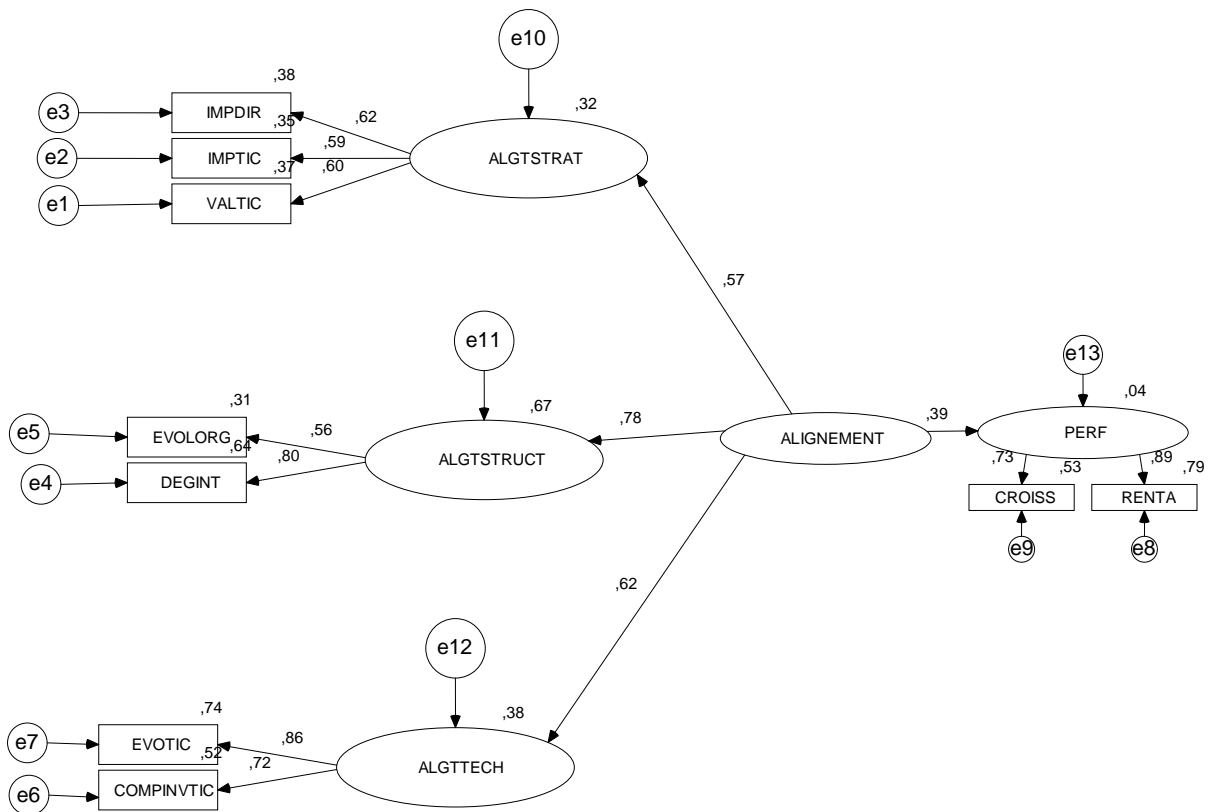 e10
,38
,32
e3
IMPDIR
,62
,35
e2
IMPTIC
,59
ALGTSTRAT
,37
,60
e1
VALTIC
,57
e11
e13
,31
,67
,04
e5
EVOLORG
,56
,78
ALIGNEMENT
,39
PERF
,64
,80
ALGTSTRUCT
,73
,53
,89
,79
e4
DEGINT
CROISS
RENTA
e9
e8
,62
e12
,74
,38
e7
EVOTIC
,86
,52
,72
ALGTTECH
e6
COMPINVTIC